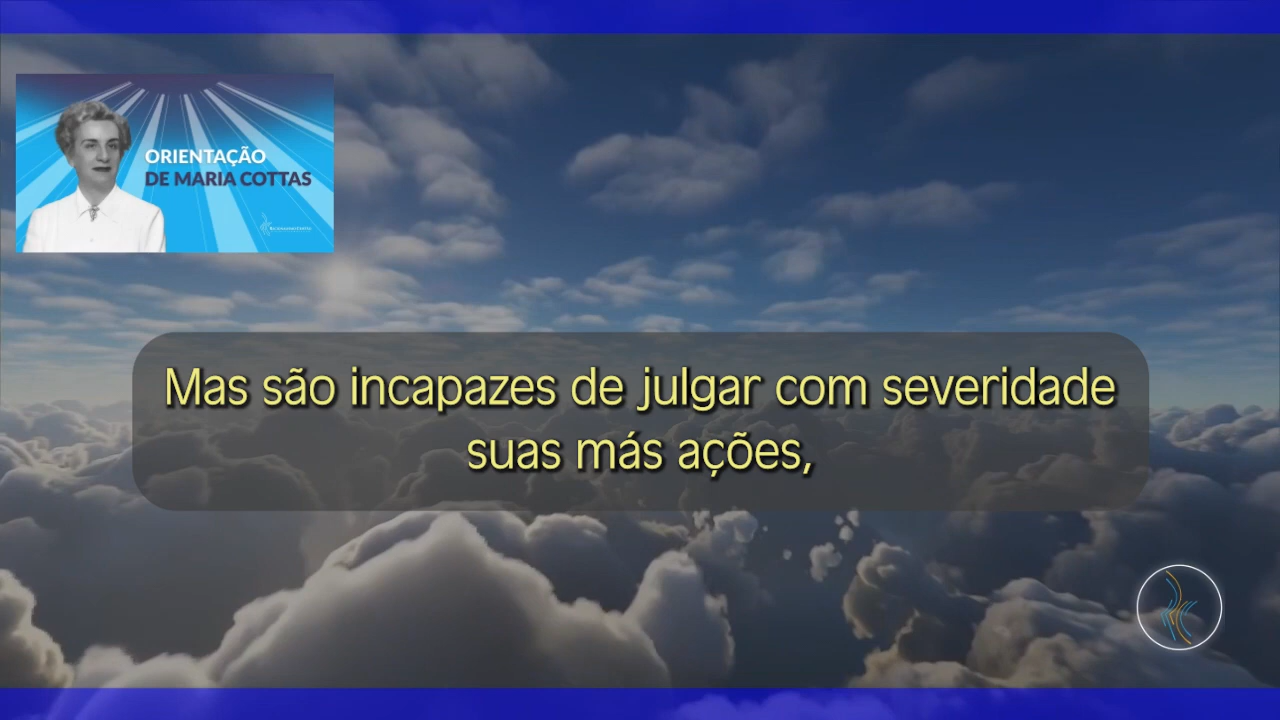 ORIENTAÇÃO
DE MARIA COTTAS
Mas são incapazes de julgar com severidade
suas más ações,